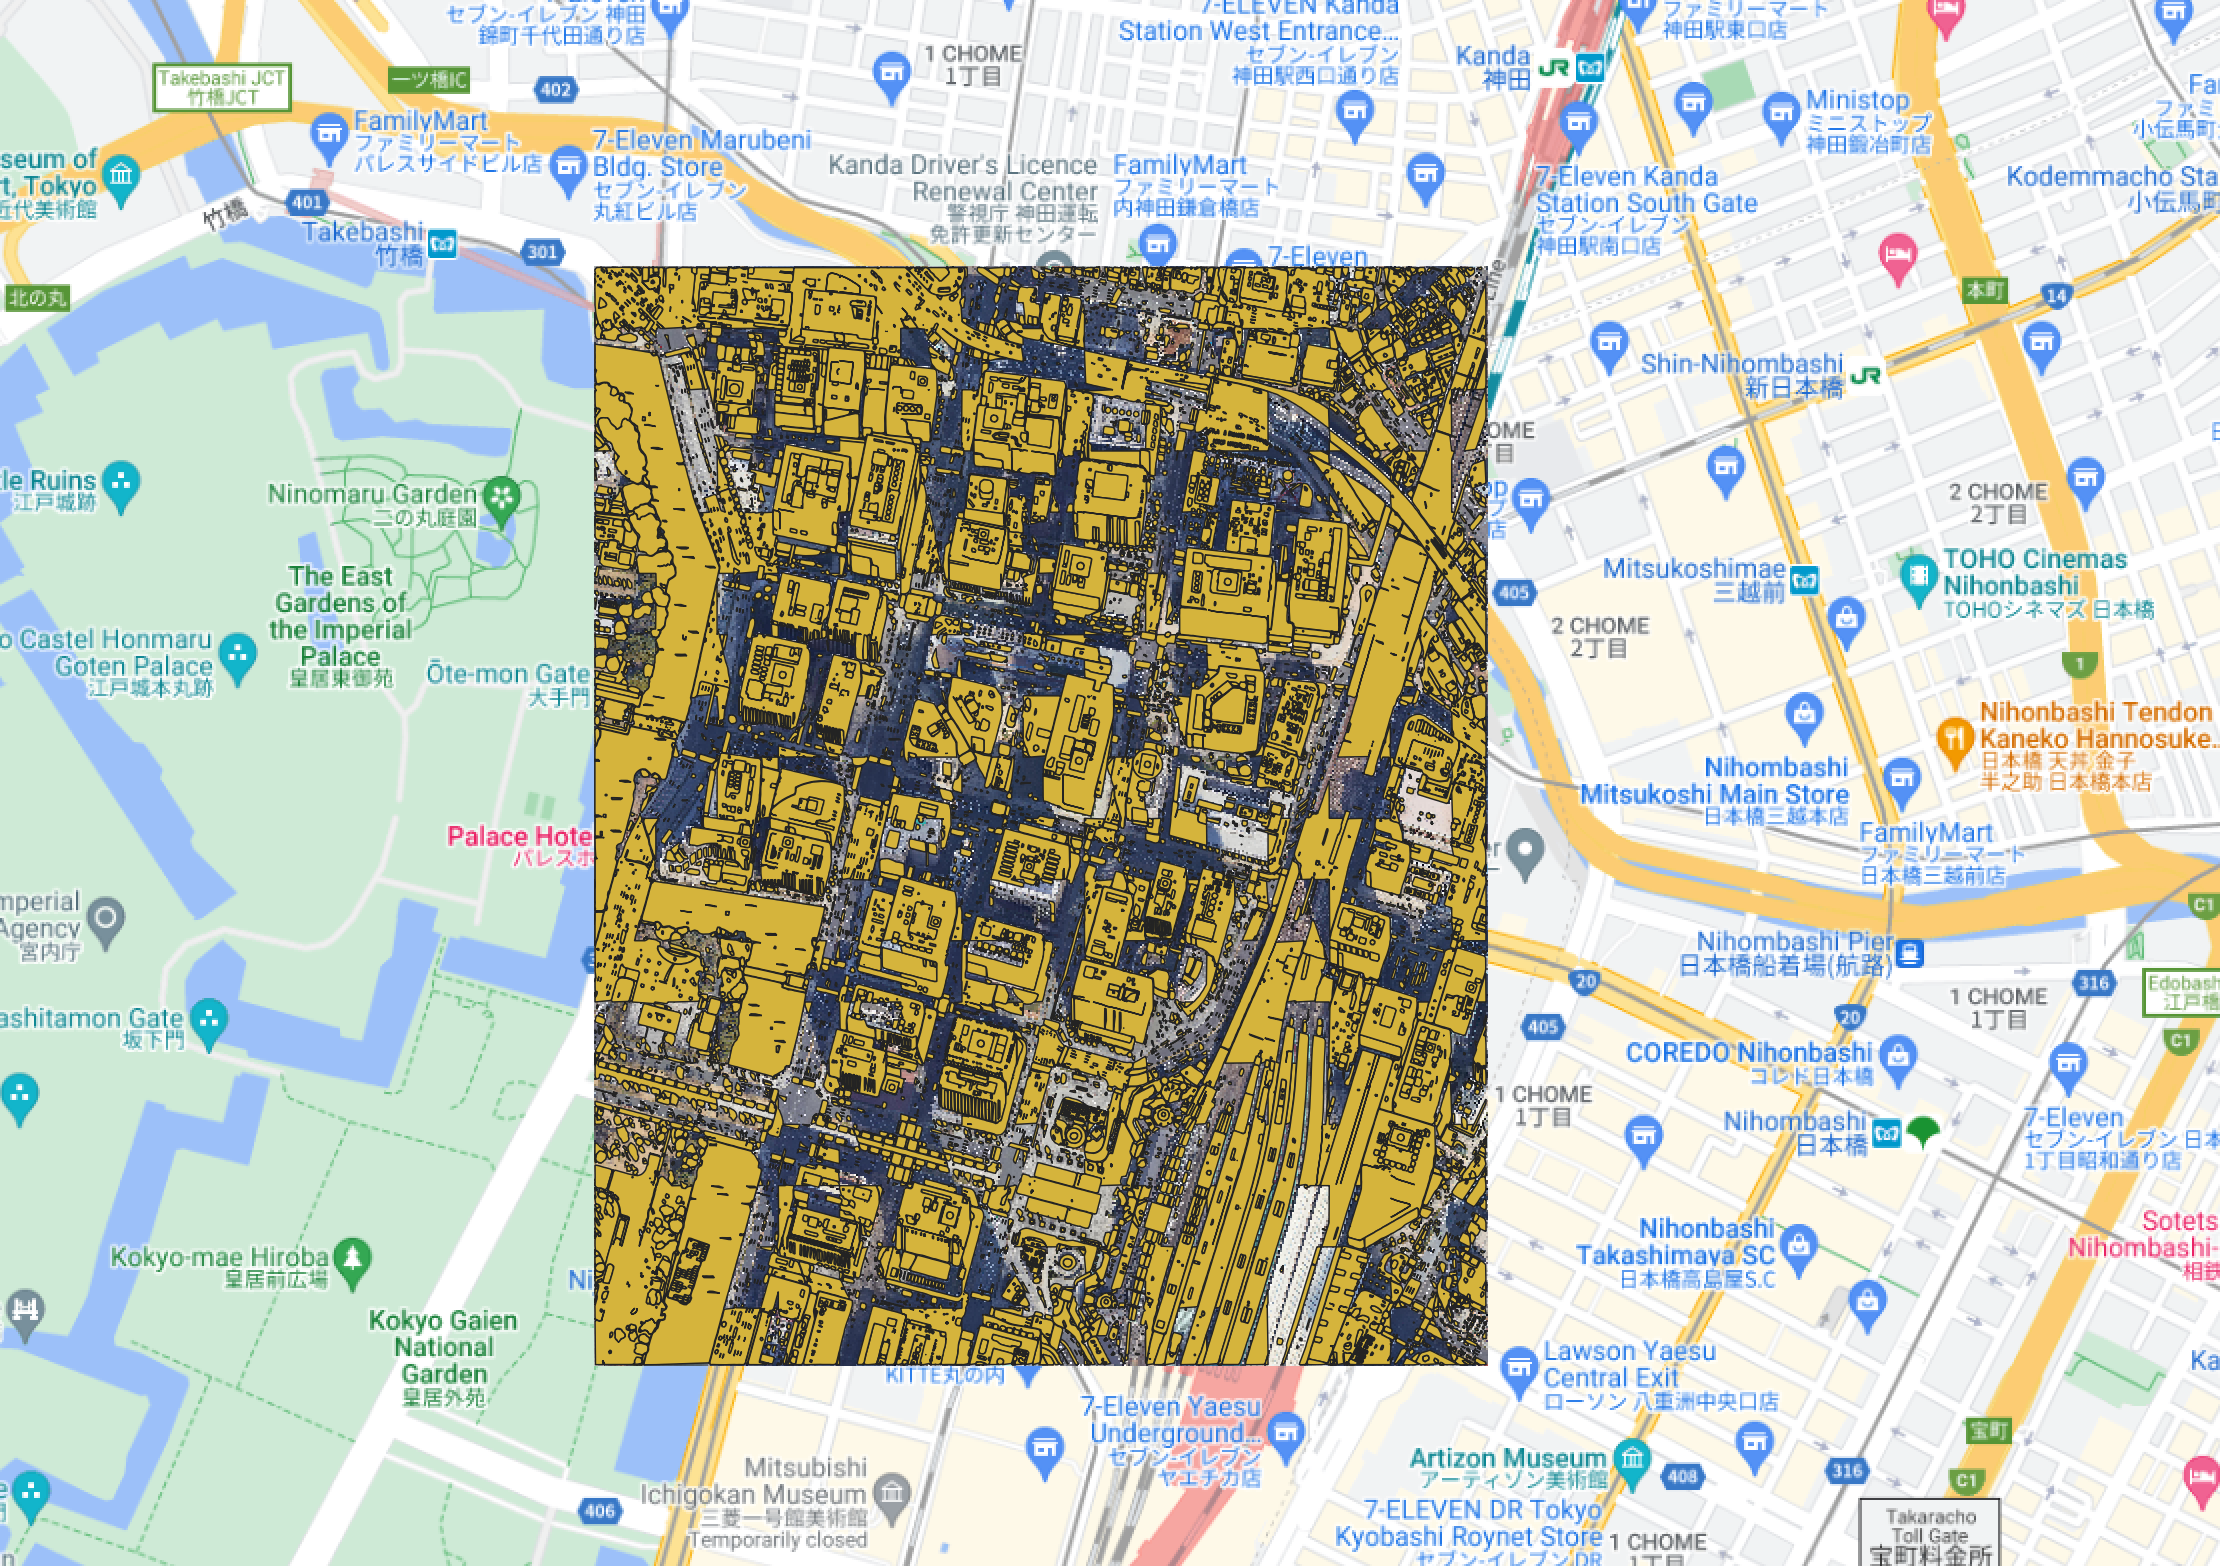 セブン-イレブン 神田
錦町千代田通り店
7-ELEVEN Kanda
Station West Entrance...
セブン-イレブン
神田駅西口通り店
ファミリーマート
神田駅東口店
1 CHOME
1丁目
Kanda
神田
Takebashi JCT
竹橋JCT
一ツ橋IC
402
FamilyMart
ファミリーマート
パレスサイドビル店
7-Eleven Marubeni
Bldg. Store
セブン-イレブン
丸紅ビル店
Kanda Driver's Licence
Renewal Center
警視庁 神田運転
免許更新センター
FamilyMart
ファミリーマート
内神田鎌倉橋店
Ministop
ミニストップ
神田鍛冶町店
小伝馬町
Kodemmacho Sta
小伝馬町
7-Eleven Kanda
Station South Gate
セブン-イレブン
神田駅南口店
seum of
t, Tokyo
近代美術館
401
竹橋
Takebashi
竹橋
301
7-Eleven
Line
北の丸
本町
14
Shin-Nihombashi
新日本橋
JR
JR
OME
目
tle Ruins
江戸城跡
Ninomaru Garden
二の丸庭園
2 CHOME
2丁目
The East
Gardens of
the Imperial
Palace
皇居東御苑
405
Mitsukoshimae
三越前
TOHO Cinemas
Nihonbashi
TOHOシネマズ 日本橋
o Castel Honmaru
Goten Palace
江戸城本丸跡
Ōte-mon Gate
大手門
2 CHOME
2丁目
1
Nihonbashi Tendon
Kaneko Hannosuke...
日本橋 天丼 金子
半之助 日本橋本店
Nihombashi
Mitsukoshi Main Store
日本橋三越本店
Palace Hote
パレスホ
FamilyMart
ファミリーマート
日本橋三越前店
mperial
Agency
宮内庁
C1
Nihombashi Pier
日本橋船着場(航路)
20
316
Edobash
江戸橋
1 CHOME
1丁目
ashitamon Gate
坂下門
405
20
C1
COREDO Nihonbashi
コレド日本橋
1 CHOME
1丁目
Nihombashi
日本橋
7-Eleven
セブン-イレブン 日本
1丁目昭和通り店
Kokyo-mae Hiroba
皇居前広場
Ni
Nihonbashi
Takashimaya SC
日本橋高島屋S.C
Sotets
Nihombashi-
相鉄
Kokyo Gaien
National
Garden
皇居外苑
KITTE丸の内
Lawson Yaesu
Central Exit
ローソン 八重洲中央口店
Ka
7-Eleven Yaesu
Underground...
セブン-イレブン
ヤエチカ店
宝町
Artizon Museum
アーティゾン美術館
408
316
C1
Mitsubishi
Ichigokan Museum
三菱一号館美術館
Temporarily closed
406
7-ELEVEN DR Tokyo
Kyobashi Roynet Store
セブン-イレブン DR
1 CHOME
1丁目
Takaracho
Toll Gate
宝町料金所